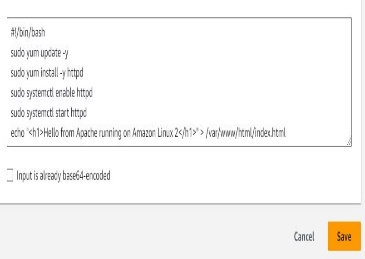 #!/bin/bash
sudo yum update -y
sudo yum install -y httpd
sudo systemctl enable httpd
sudo systemctl start httpd
echo "<h1>Hello from Apache running on Amazon Linux 2</h1>" > /var/www/html/index.html
Input is already base64-encoded
Cancel Save